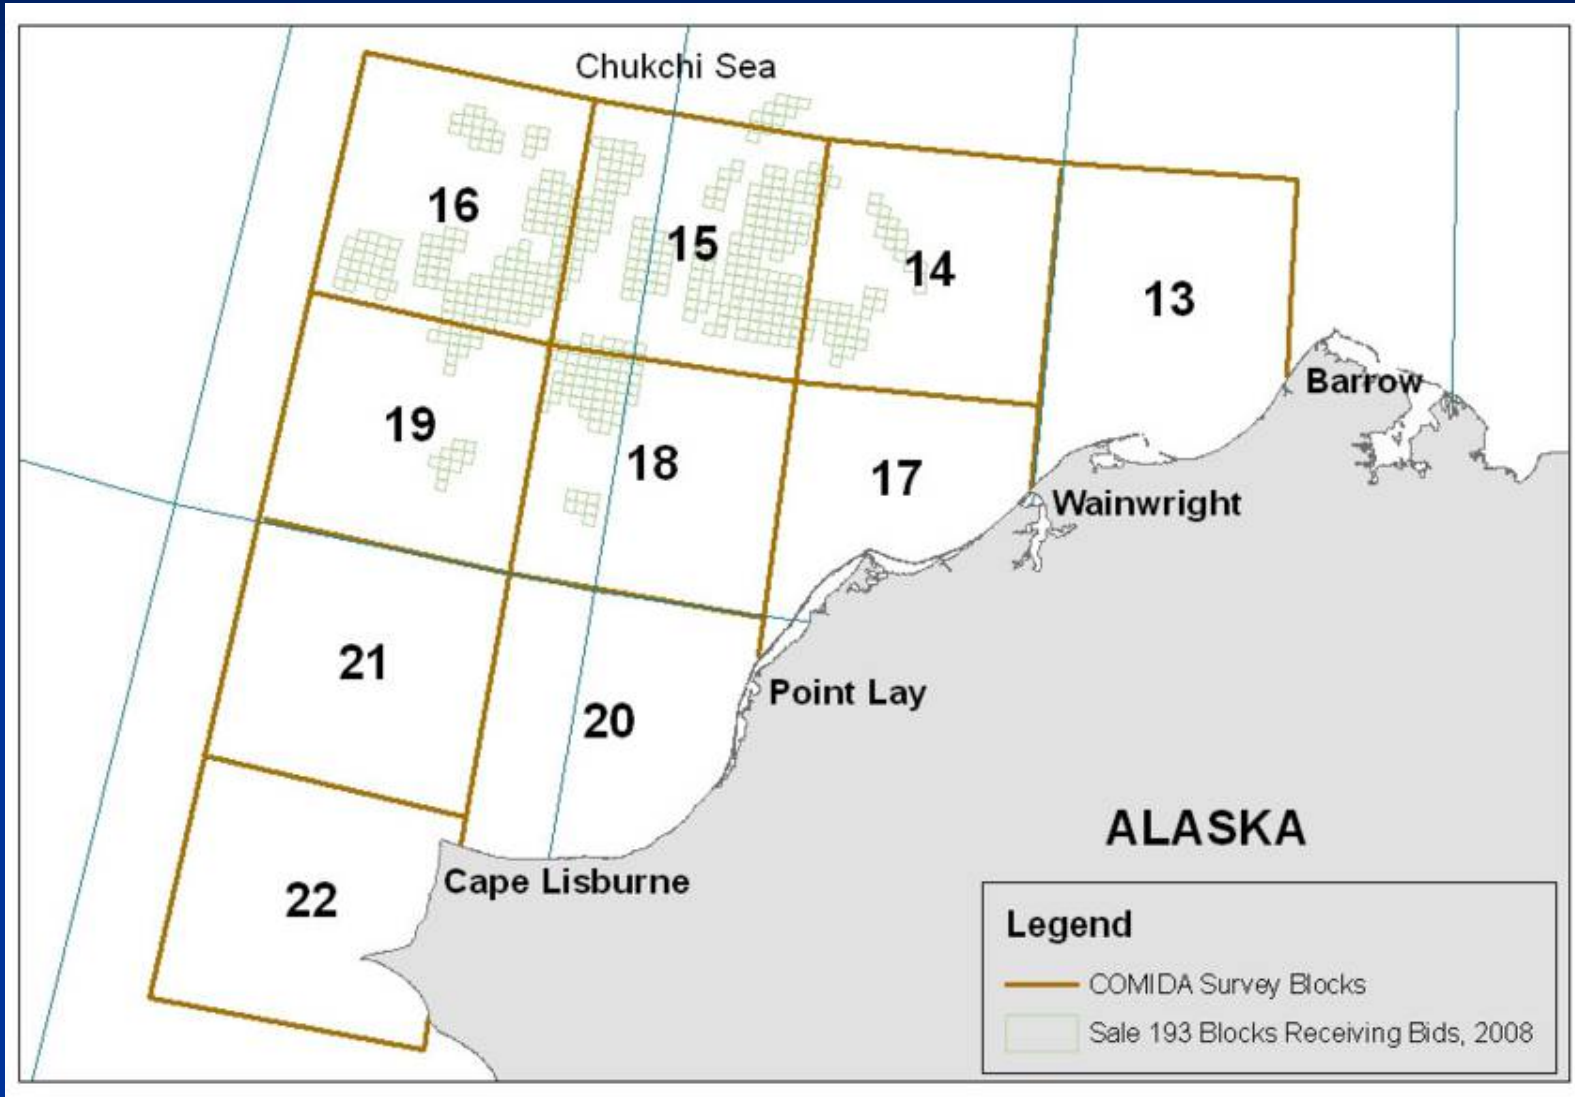 Chukchi Sea
16
15
14
13
Barrow
19
18
17
Wainwright
21
20
Point Lay
ALASKA
22
Cape Lisburne
Legend
COMIDA Survey Blocks
Sale 193 Blocks Receiving Bids, 2008